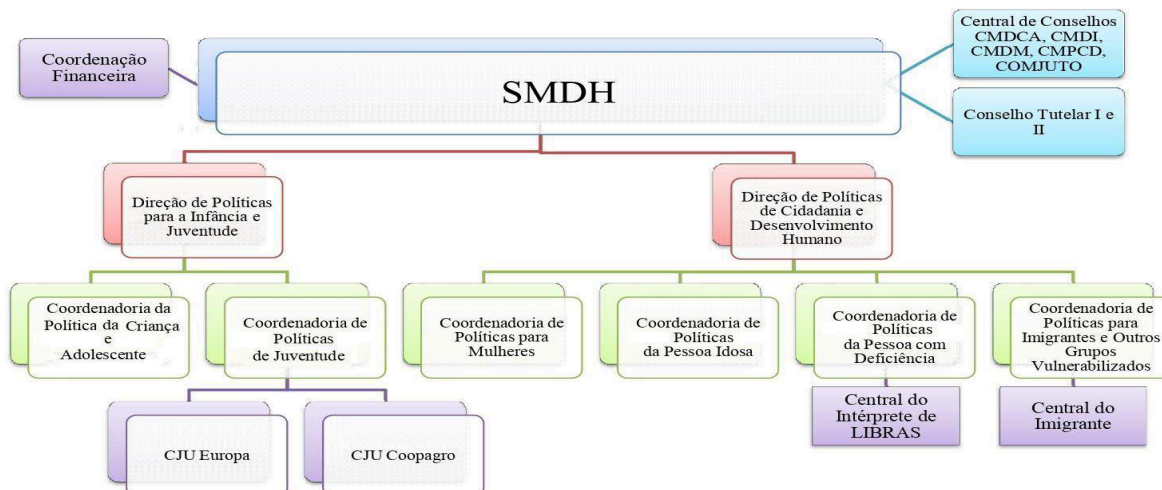 Coordenação
Financeira
SMDH
Central de Conselhos
CMDCA, CMDI,
CMDM, CMPCD,
COMJUTO
Conselho Tutelar I e
II
Direção de Políticas
para a Infância e
Juventude
Direção de Políticas
de Cidadania e
Desenvolvimento
Humano
Coordenadoria da
Política da Criança
e
Adolescente
Coordenadoria de
Políticas
de Juventude
Coordenadoria de
Políticas para
Mulheres
Coordenadoria de
Políticas
da Pessoa Idosa
Coordenadoria de
Políticas
da Pessoa com
Deficiência
Coordenadoria de
Políticas para
Imigrantes e Outros
Grupos
Vulnerabilizados
CJU Europa
CJU Coopagro
Central do
Intérprete de
LIBRAS
Central do
Imigrante